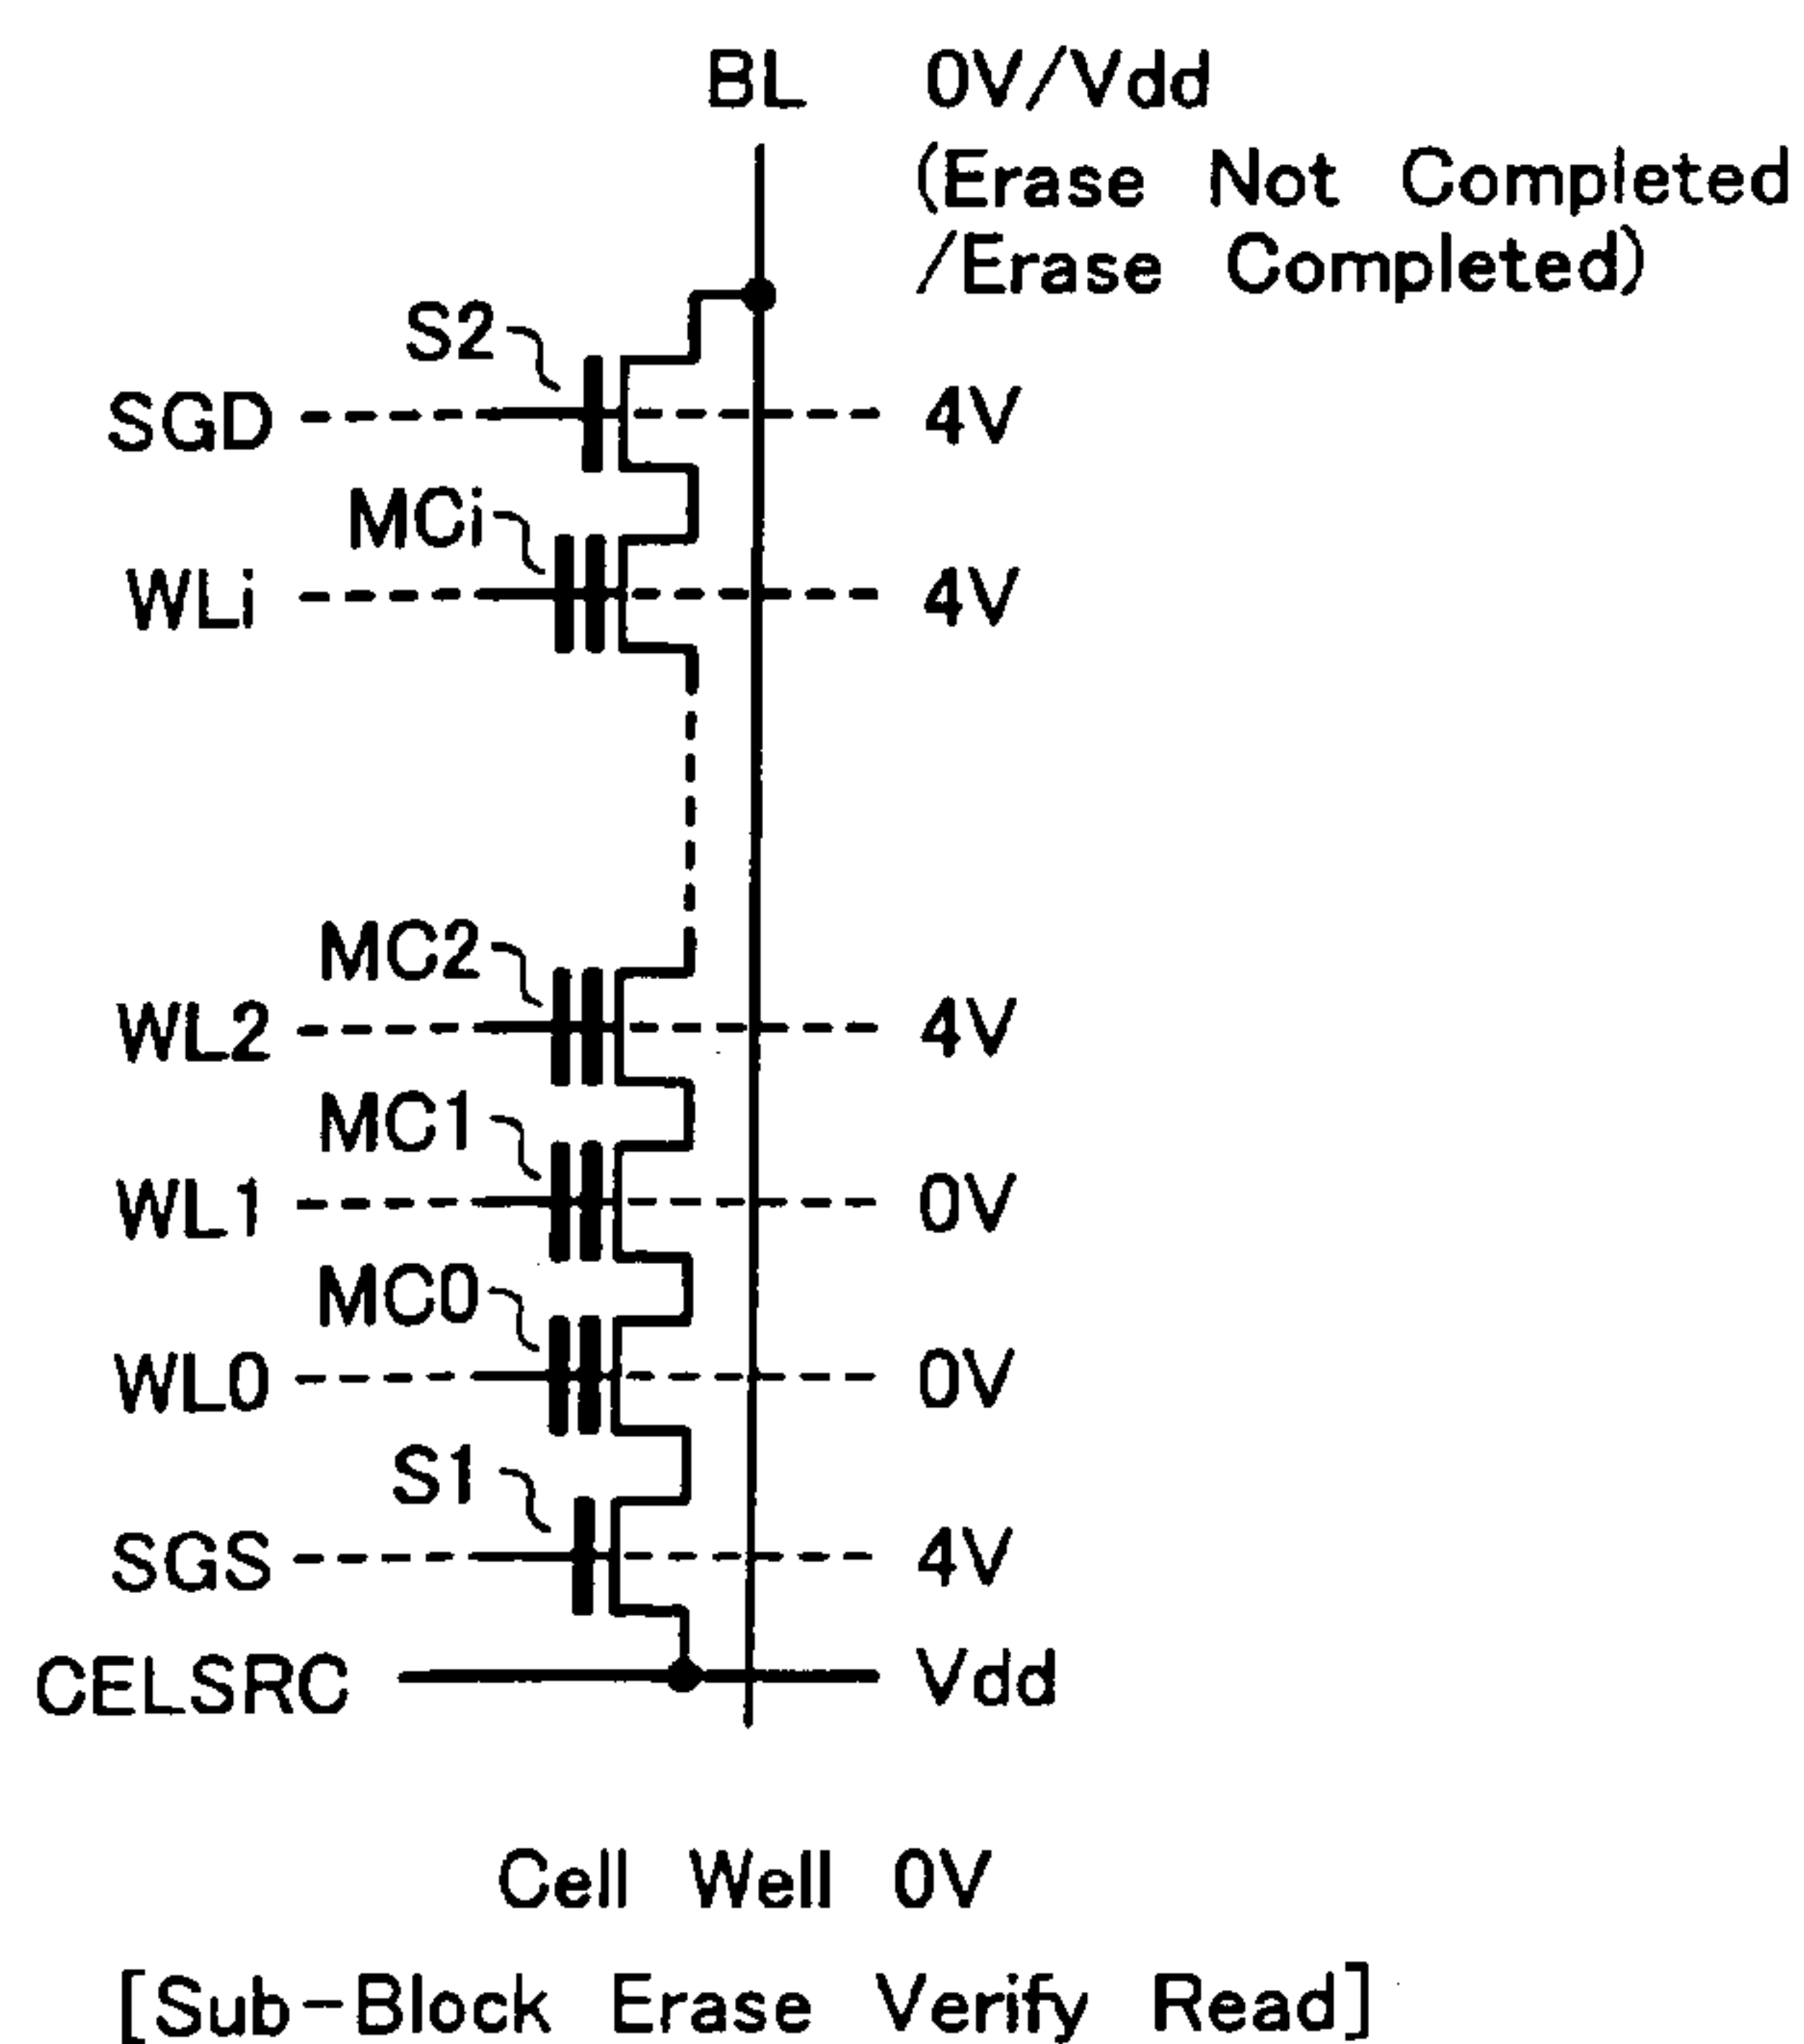 BL 0V/Vdd
(Erase Not Completed
/Erase Completed)
S2
SGD 4V
MCi
WLi 4V
MC2
WL2 4V
MC1
WL1 0V
MC0
WL0 0V
S1
SGS 4V
CELSRC Vdd
Cell Well 0V
[Sub-Block Erase Verify Read]